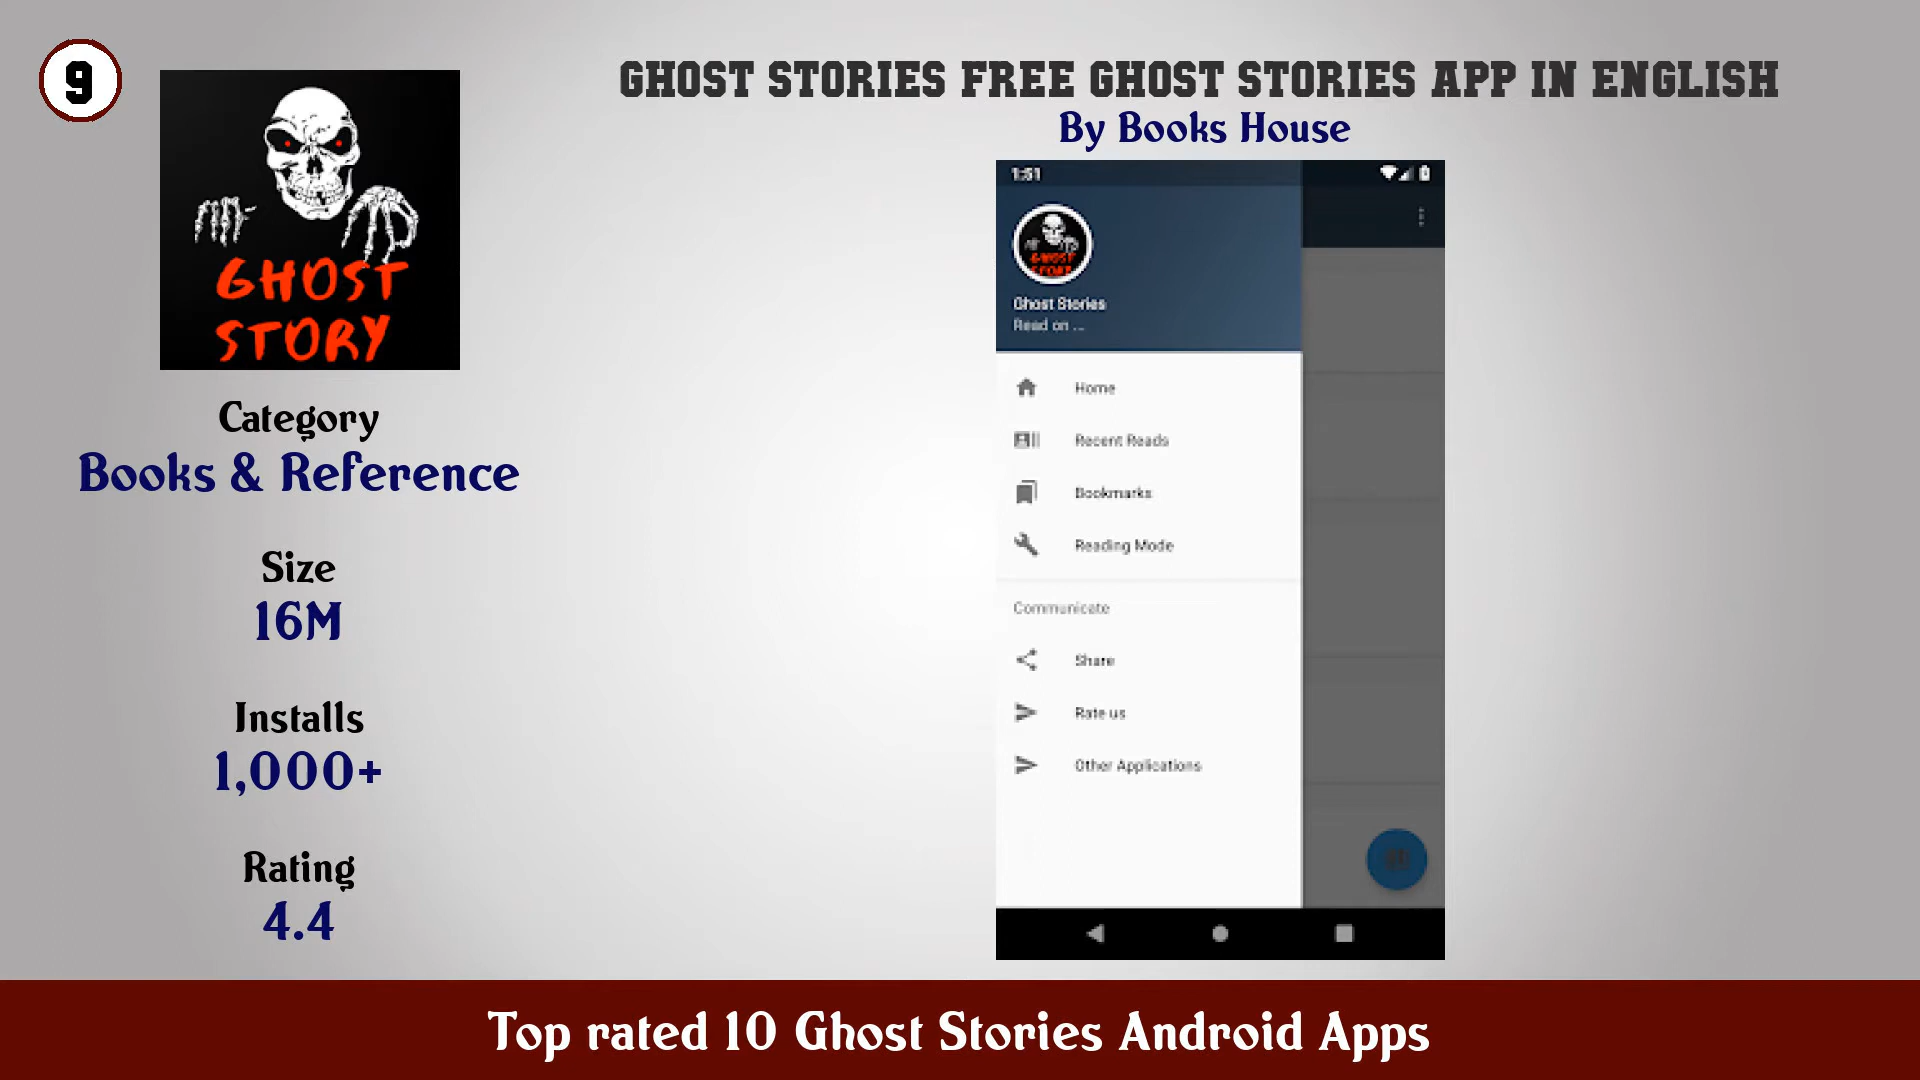 9
GHOST STORIES FREE GHOST STORIES APP IN ENGLISH
By Books House
GHOST
STORY
Category
Books & Reference
Size
16M
Installs
1,000+
Rating
4.4
1:51
GHOST
STORY
Ghost Stories
Read on ...
Home
Recent Reads
Bookmarks
Reading Mode
Communicate
Share
Rate us
Other Applications
Top rated 10 Ghost Stories Android Apps